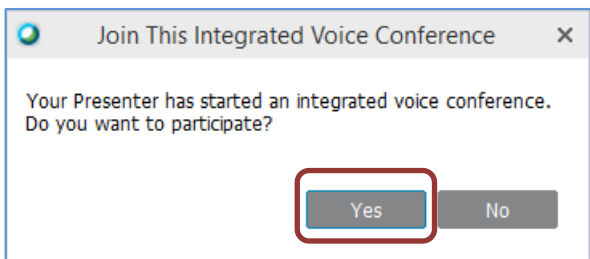 Join This Integrated Voice Conference
Your Presenter has started an integrated voice conference.
Do you want to participate?
Yes No